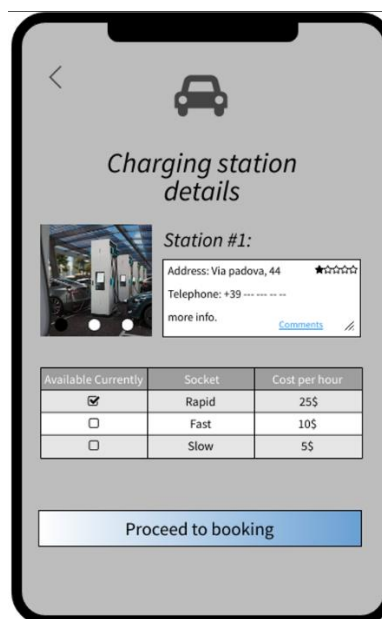 Charging station
details
Station #1:
Address: Via padova, 44
Telephone: +39 --- --- -- --
more info.
Comments
Available Currently Socket Cost per hour
Rapid 25$
Fast 10$
Slow 5$
Proceed to booking